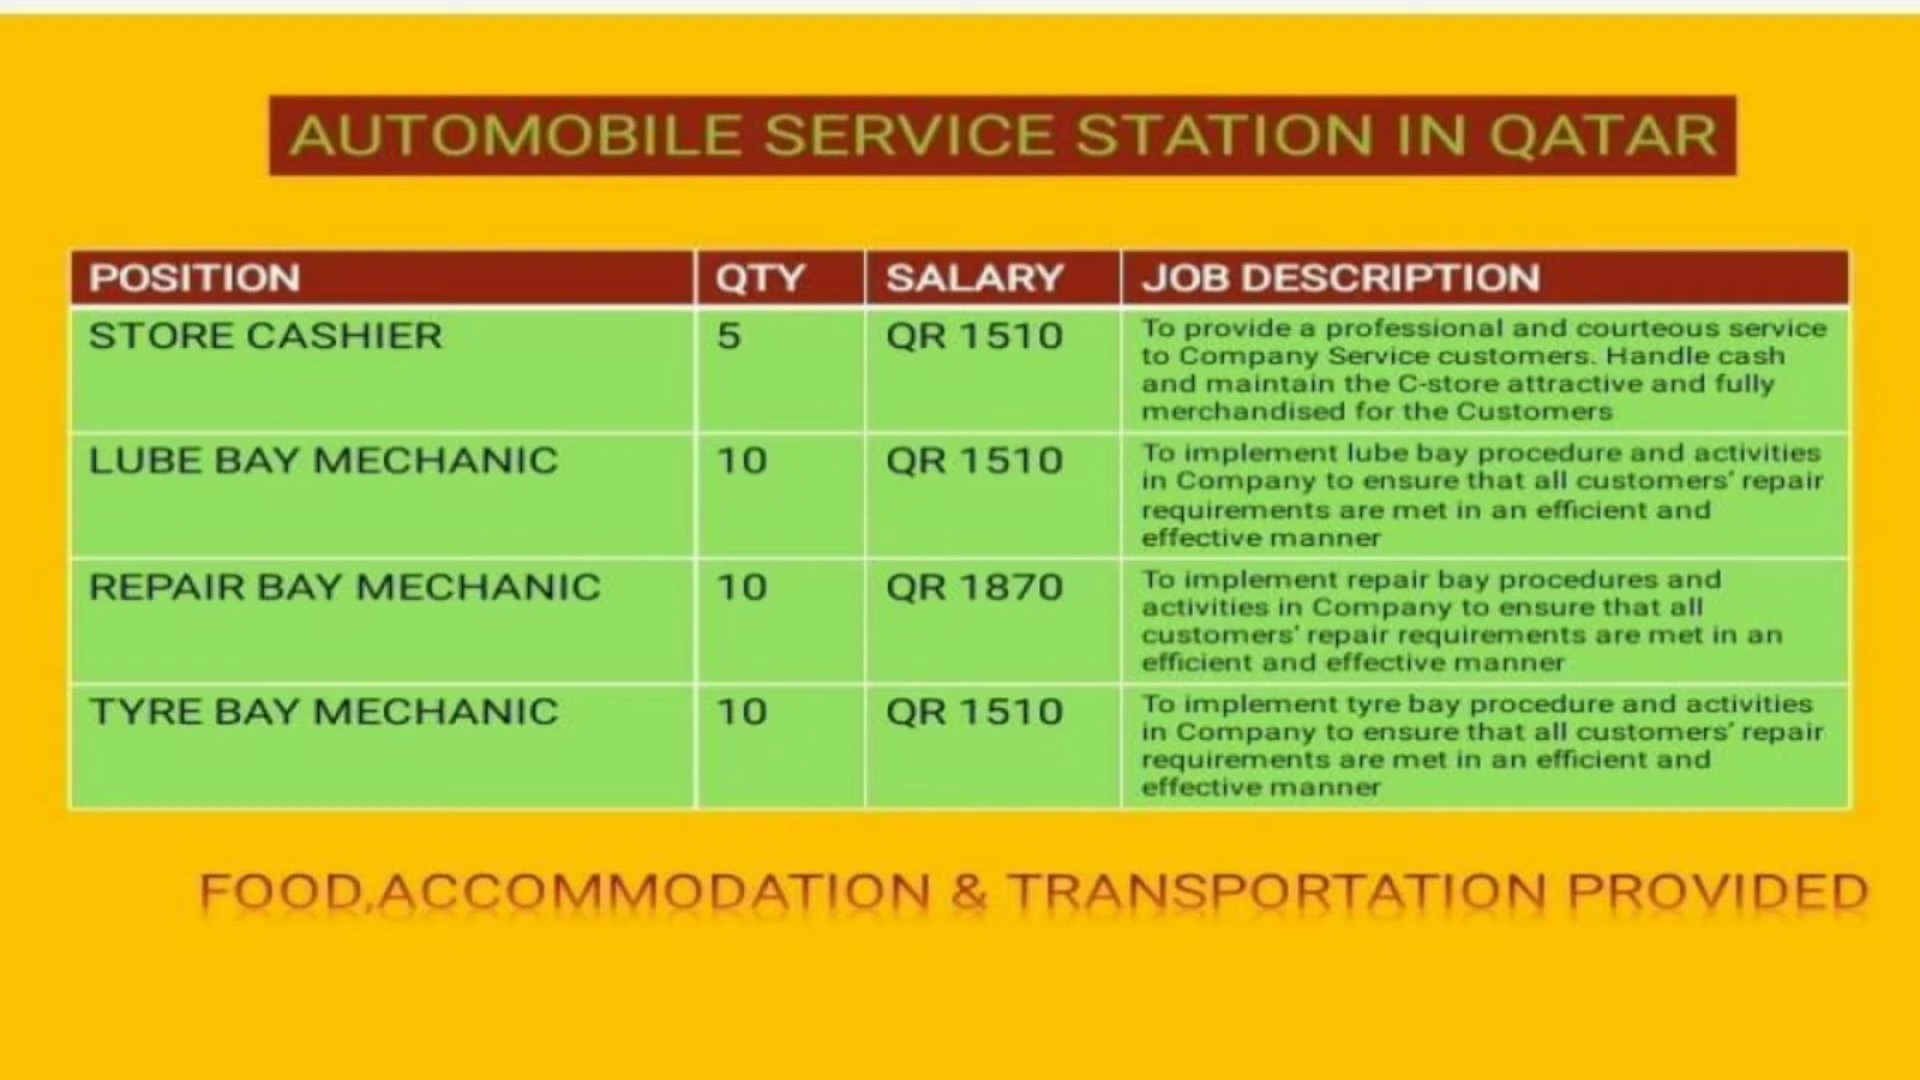 AUTOMOBILE SERVICE STATION IN QATAR
POSITION QTY SALARY JOB DESCRIPTION
STORE CASHIER 5 QR 1510 To provide a professional and courteous service
to Company Service customers. Handle cash
and maintain the C-store attractive and fully
merchandised for the Customers
LUBE BAY MECHANIC 10 QR 1510 To implement lube bay procedure and activities
in Company to ensure that all customers' repair
requirements are met in an efficient and
effective manner
REPAIR BAY MECHANIC 10 QR 1870 To implement repair bay procedures and
activities in Company to ensure that all
customers' repair requirements are met in an
efficient and effective manner
TYRE BAY MECHANIC 10 QR 1510 To implement tyre bay procedure and activities
in Company to ensure that all customers' repair
requirements are met in an efficient and
effective manner
FOOD,ACCOMMODATION & TRANSPORTATION PROVIDED